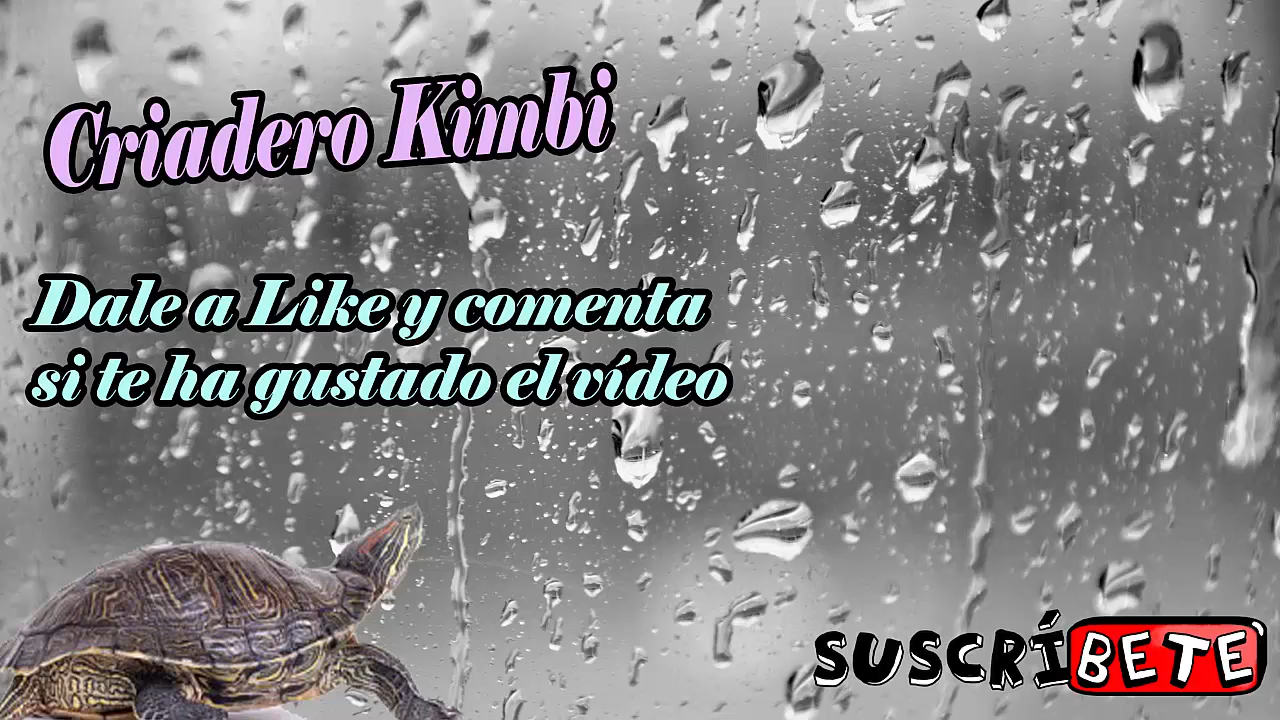 Criadero Kimbi
Dale a Like y comenta
si te ha gustado el vídeo
SUSCRÍBETE